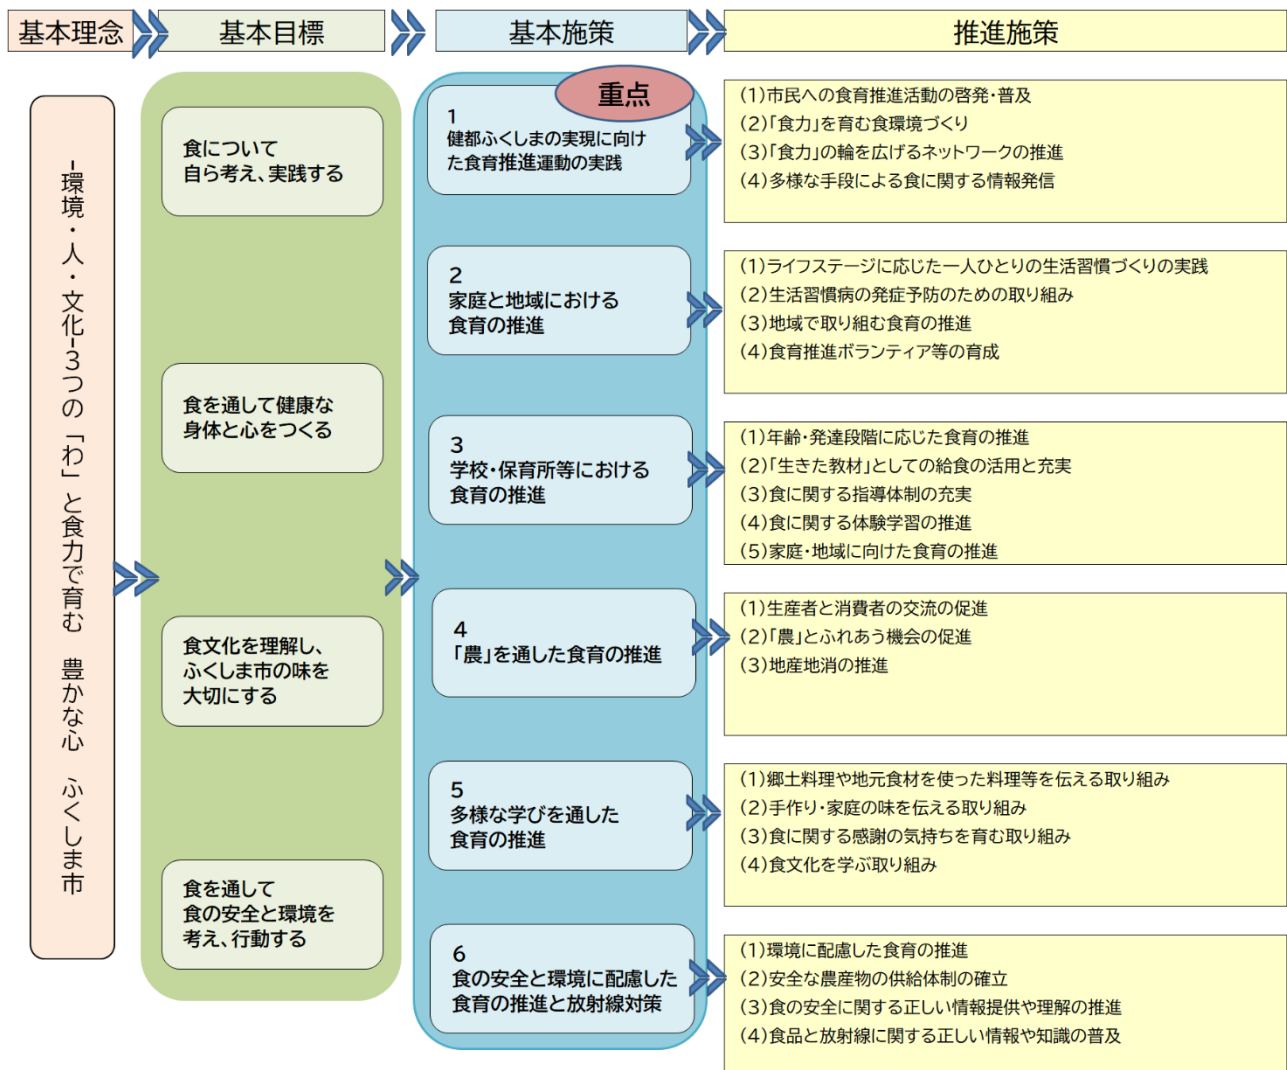 基本理念
基本目標
基本施策
推進施策
-環境・人・文化-3つの「わ」と食力で育む　豊かな心　ふくしま市
食について
自ら考え、実践する
食を通して健康な
身体と心をつくる
食文化を理解し、
ふくしま市の味を
大切にする
食を通して
食の安全と環境を
考え、行動する
重点
1
健都ふくしまの実現に向け
た食育推進運動の実践
(1)市民への食育推進活動の啓発・普及
(2)「食力」を育む食環境づくり
(3)「食力」の輪を広げるネットワークの推進
(4)多様な手段による食に関する情報発信
2
家庭と地域における
食育の推進
(1)ライフステージに応じた一人ひとりの生活習慣づくりの実践
(2)生活習慣病の発症予防のための取り組み
(3)地域で取り組む食育の推進
(4)食育推進ボランティア等の育成
3
学校・保育所等における
食育の推進
(1)年齢・発達段階に応じた食育の推進
(2)「生きた教材」としての給食の活用と充実
(3)食に関する指導体制の充実
(4)食に関する体験学習の推進
(5)家庭・地域に向けた食育の推進
4
「農」を通した食育の推進
(1)生産者と消費者の交流の促進
(2)「農」とふれあう機会の促進
(3)地産地消の推進
5
多様な学びを通した
食育の推進
(1)郷土料理や地元食材を使った料理等を伝える取り組み
(2)手作り・家庭の味を伝える取り組み
(3)食に関する感謝の気持ちを育む取り組み
(4)食文化を学ぶ取り組み
6
食の安全と環境に配慮した
食育の推進と放射線対策
(1)環境に配慮した食育の推進
(2)安全な農産物の供給体制の確立
(3)食の安全に関する正しい情報提供や理解の推進
(4)食品と放射線に関する正しい情報や知識の普及